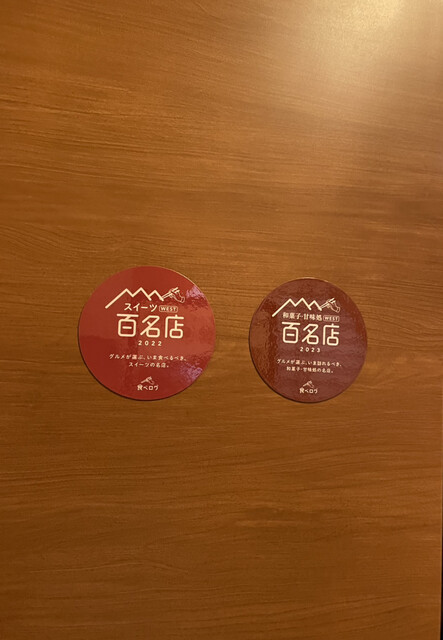 スイーツ WEST
百名店
2022
グルメが選ぶ、いま食べるべき、
スイーツの名店。
食べログ
和菓子・甘味処 WEST
百名店
2023
グルメが選ぶ、いま訪れるべき、
和菓子・甘味処の名店。
食べログ